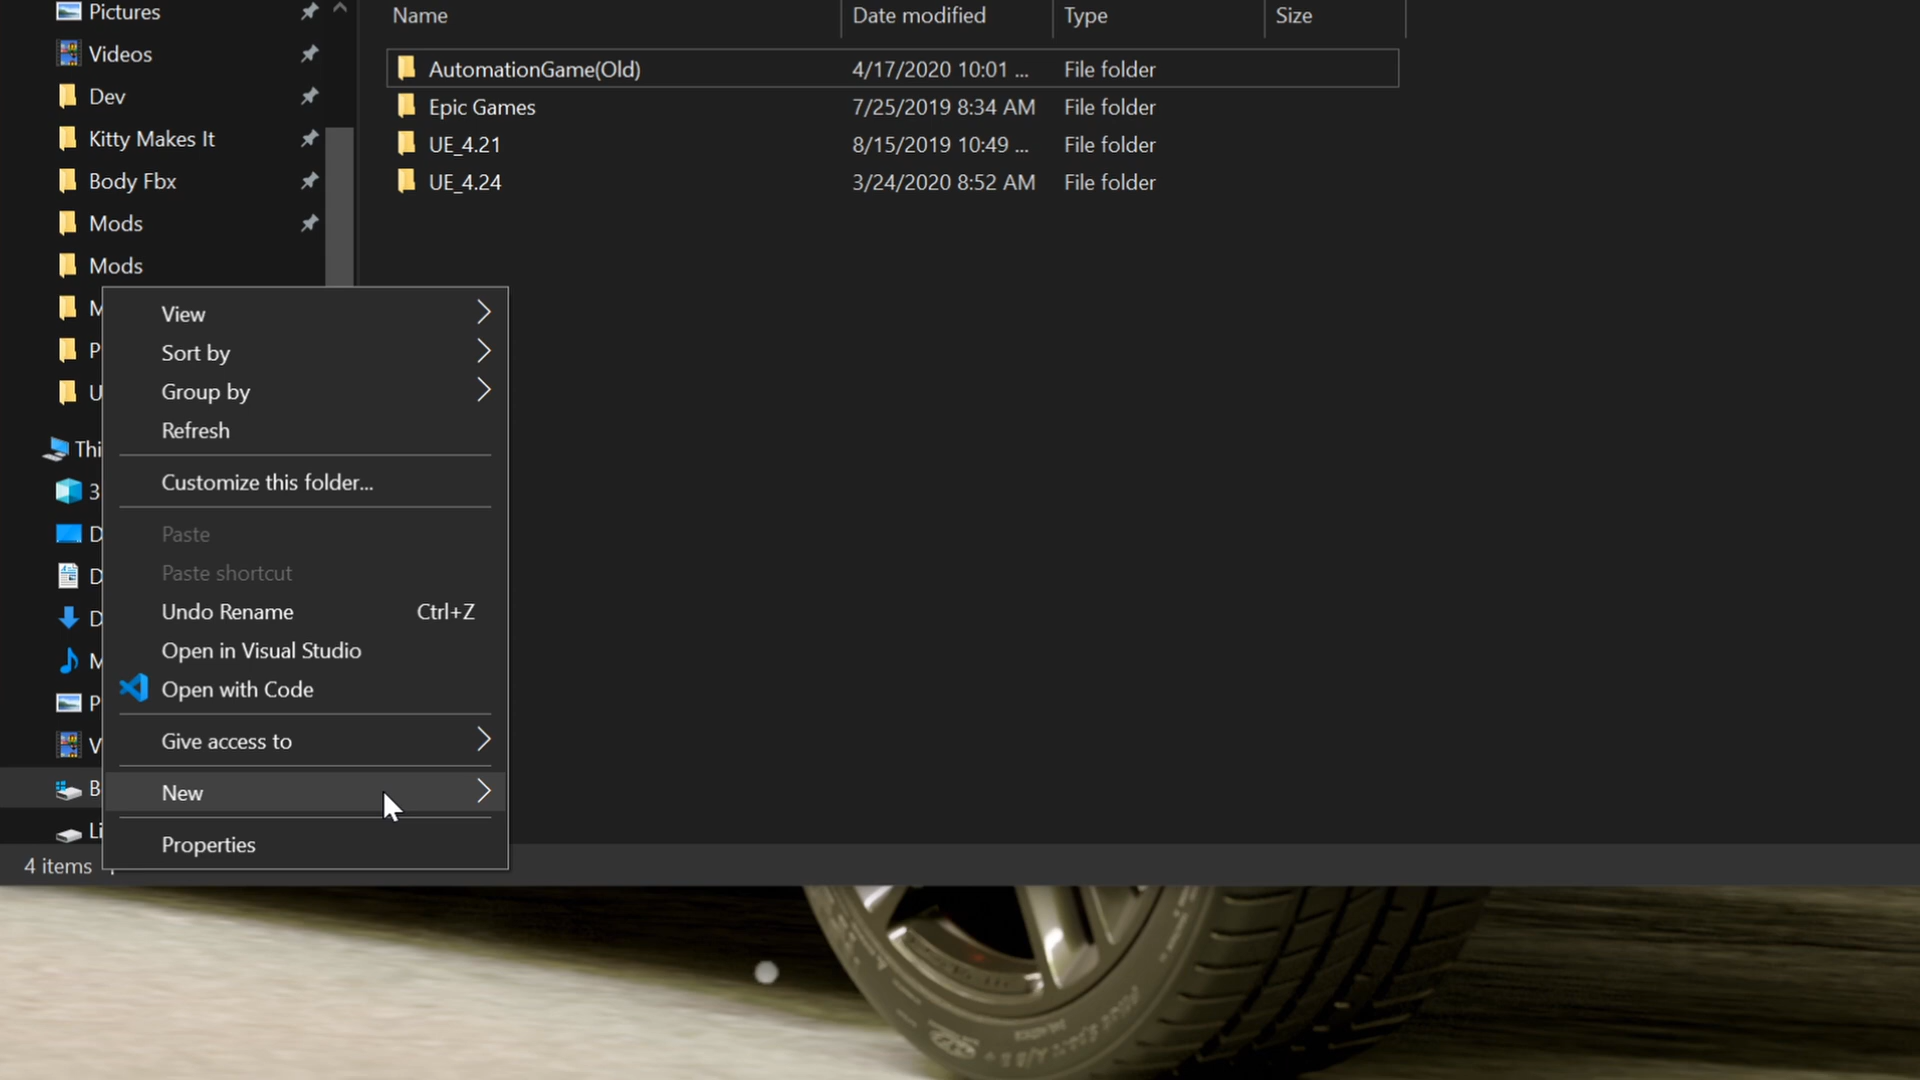 Name Date modified Type Size
Pictures
Videos
Dev
Kitty Makes It
Body Fbx
Mods
Mods
M
P
U
Thi
3
D
D
D
M
P
V
B
Li
AutomationGame(Old) 4/17/2020 10:01 ... File folder
Epic Games 7/25/2019 8:34 AM File folder
UE_4.21 8/15/2019 10:49 ... File folder
UE_4.24 3/24/2020 8:52 AM File folder
View
Sort by
Group by
Refresh
Customize this folder...
Paste
Paste shortcut
Undo Rename Ctrl+Z
Open in Visual Studio
Open with Code
Give access to
New
Properties
4 items